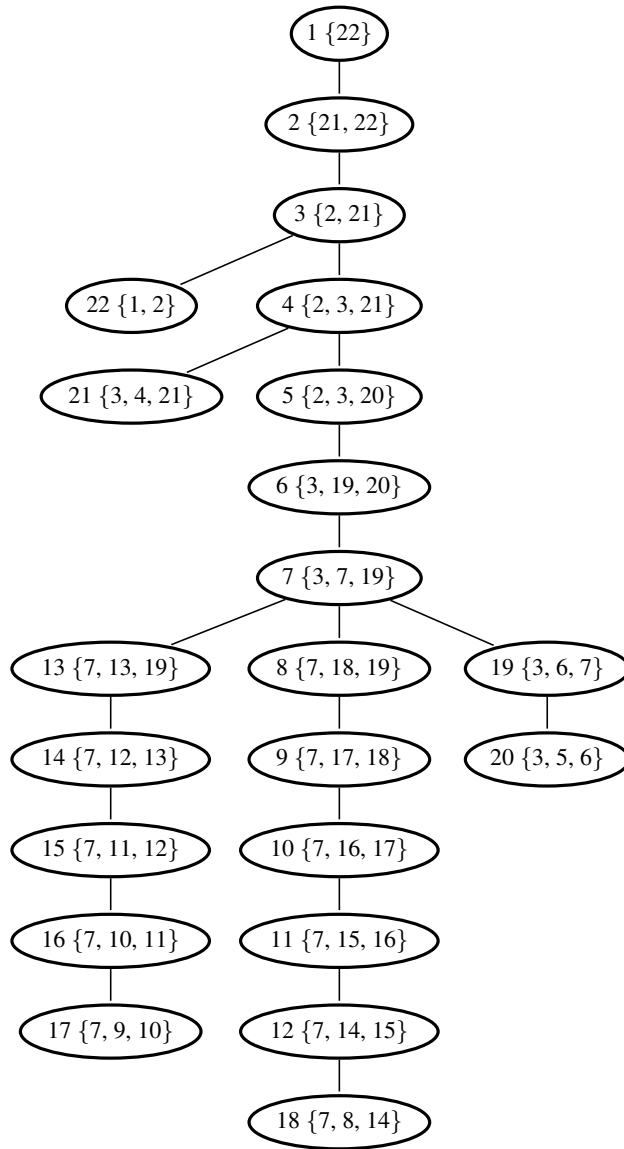 1 {22}
2 {21, 22}
3 {2, 21}
22 {1, 2}
4 {2, 3, 21}
21 {3, 4, 21}
5 {2, 3, 20}
6 {3, 19, 20}
7 {3, 7, 19}
13 {7, 13, 19}
8 {7, 18, 19}
19 {3, 6, 7}
14 {7, 12, 13}
9 {7, 17, 18}
20 {3, 5, 6}
15 {7, 11, 12}
10 {7, 16, 17}
16 {7, 10, 11}
11 {7, 15, 16}
17 {7, 9, 10}
12 {7, 14, 15}
18 {7, 8, 14}